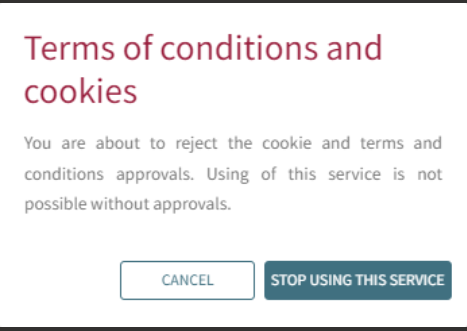 Terms of conditions and
cookies
You are about to reject the cookie and terms and
conditions approvals. Using of this service is not
possible without approvals.
CANCEL
STOP USING THIS SERVICE